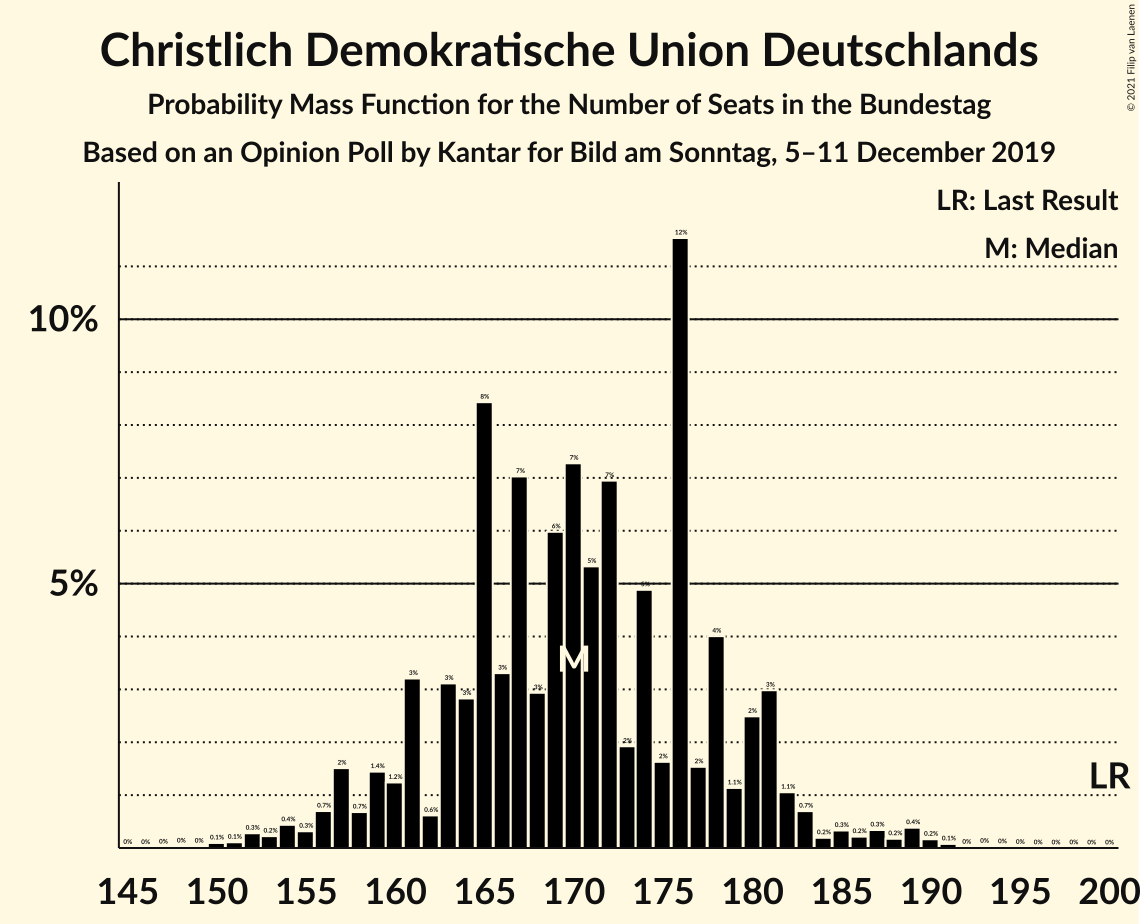 Christlich Demokratische Union Deutschlands
Probability Mass Function for the Number of Seats in the Bundestag
Based on an Opinion Poll by Kantar for Bild am Sonntag, 5–11 December 2019
© 2021 Filip van Laenen
LR: Last Result
M: Median
10%
5%
0% 0% 0% 0% 0% 0.1% 0.1% 0.3% 0.2% 0.4% 0.3% 0.7% 2% 0.7% 1.4% 1.2% 3% 0.6% 3% 3% 8% 3% 7% 3% 6% 7% 5% 7% 2% 5% 2% 12% 2% 4% 1.1% 2% 3% 1.1% 0.7% 0.2% 0.3% 0.2% 0.3% 0.2% 0.4% 0.2% 0.1% 0% 0% 0% 0% 0% 0% 0% 0% 0%
M
LR
145 150 155 160 165 170 175 180 185 190 195 200